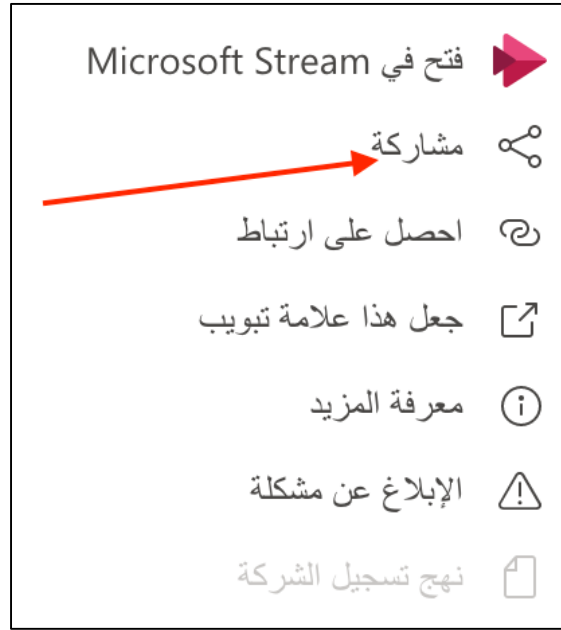 فتح في Microsoft Stream
مشاركة
احصل على ارتباط
جعل هذا علامة تبويب
معرفة المزيد
الإبلاغ عن مشكلة
نهج تسجيل الشركة